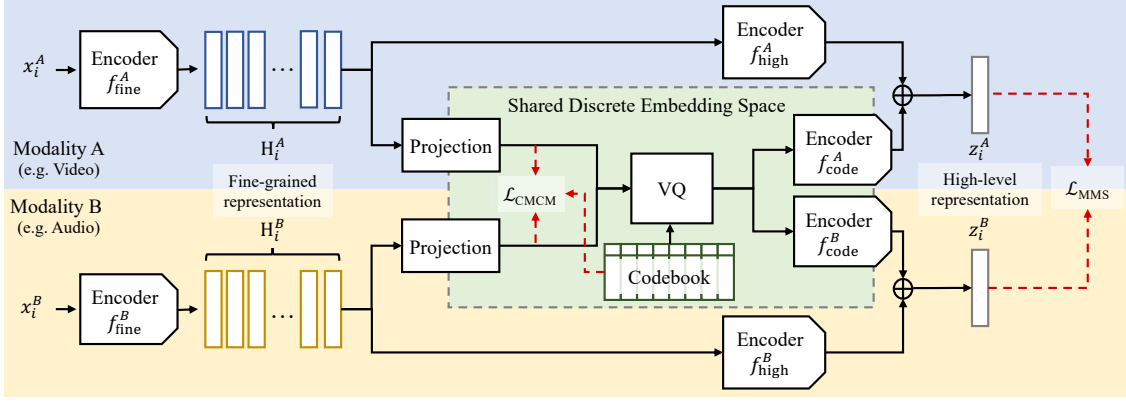 x_i^A
Encoder
f_fine^A
...
H_i^A
Modality A
(e.g. Video)
Fine-grained
representation
Modality B
(e.g. Audio)
H_i^B
x_i^B
Encoder
f_fine^B
...
Encoder
f_high^A
Shared Discrete Embedding Space
Projection
L_CMCM
Projection
VQ
Codebook
Encoder
f_code^A
Encoder
f_code^B
Encoder
f_high^B
z_i^A
High-level
representation
z_i^B
L_MMS